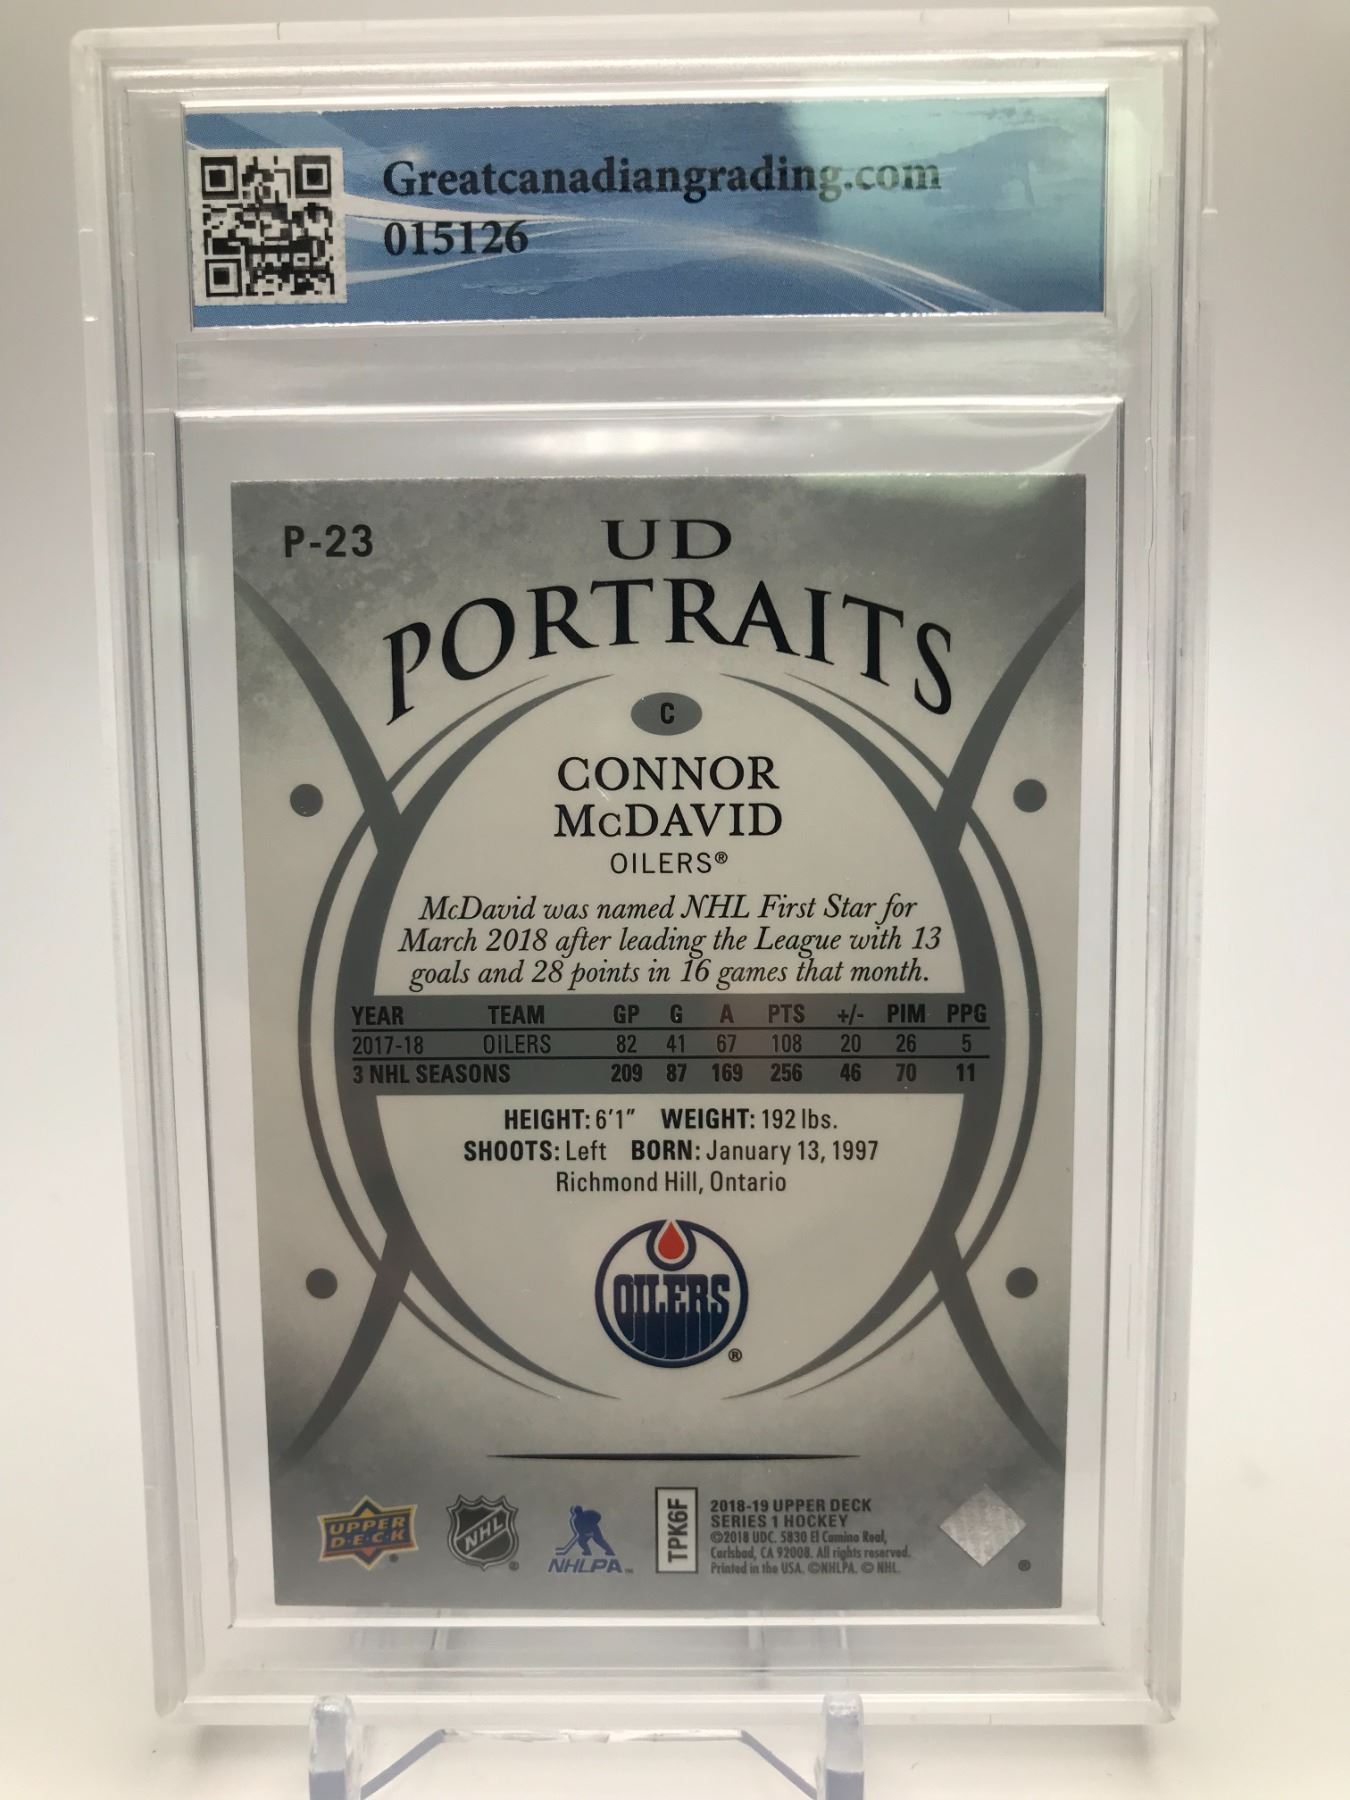 Greatcanadiangrading.com
015126
P-23
UD
PORTRAITS
C
CONNOR
McDAVID
OILERS®
McDavid was named NHL First Star for
March 2018 after leading the League with 13
goals and 28 points in 16 games that month.
YEAR TEAM GP G A PTS +/- PIM PPG
2017-18 OILERS 82 41 67 108 20 26 5
3 NHL SEASONS 209 87 169 256 46 70 11
HEIGHT: 6'1" WEIGHT: 192 lbs.
SHOOTS: Left BORN: January 13, 1997
Richmond Hill, Ontario
OILERS
®
UPPER
D·E·C·K
®
NHL
®
NHLPA
TPK6F
2018-19 UPPER DECK
SERIES 1 HOCKEY
©2018 UDC. 5830 El Camino Real,
Carlsbad, CA 92008. All rights reserved.
Printed in the USA. ©NHLPA. © NHL.
®